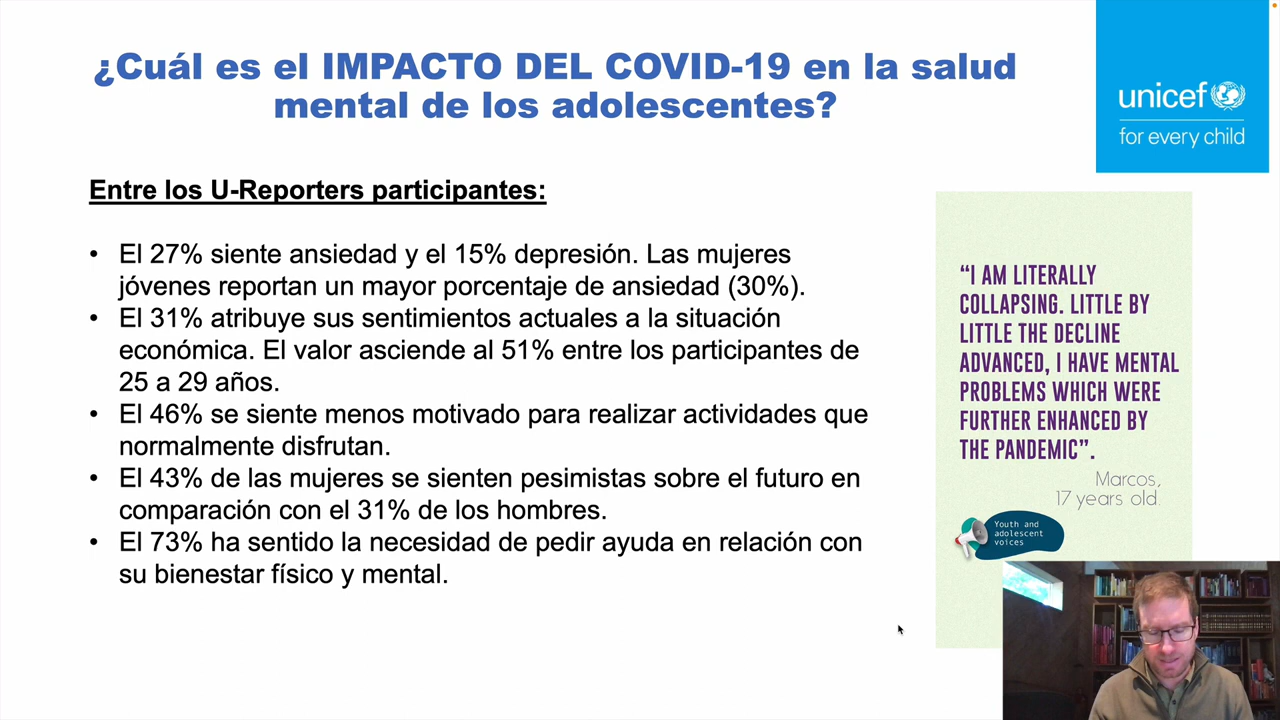 ¿Cuál es el IMPACTO DEL COVID-19 en la salud
mental de los adolescentes?
unicef
for every child
Entre los U-Reporters participantes:
• El 27% siente ansiedad y el 15% depresión. Las mujeres
jóvenes reportan un mayor porcentaje de ansiedad (30%).
• El 31% atribuye sus sentimientos actuales a la situación
económica. El valor asciende al 51% entre los participantes de
25 a 29 años.
• El 46% se siente menos motivado para realizar actividades que
normalmente disfrutan.
• El 43% de las mujeres se sienten pesimistas sobre el futuro en
comparación con el 31% de los hombres.
• El 73% ha sentido la necesidad de pedir ayuda en relación con
su bienestar físico y mental.
“I AM LITERALLY
COLLAPSING. LITTLE BY
LITTLE THE DECLINE
ADVANCED, I HAVE MENTAL
PROBLEMS WHICH WERE
FURTHER ENHANCED BY
THE PANDEMIC”.
Marcos,
17 years old.
Youth and
adolescent
voices